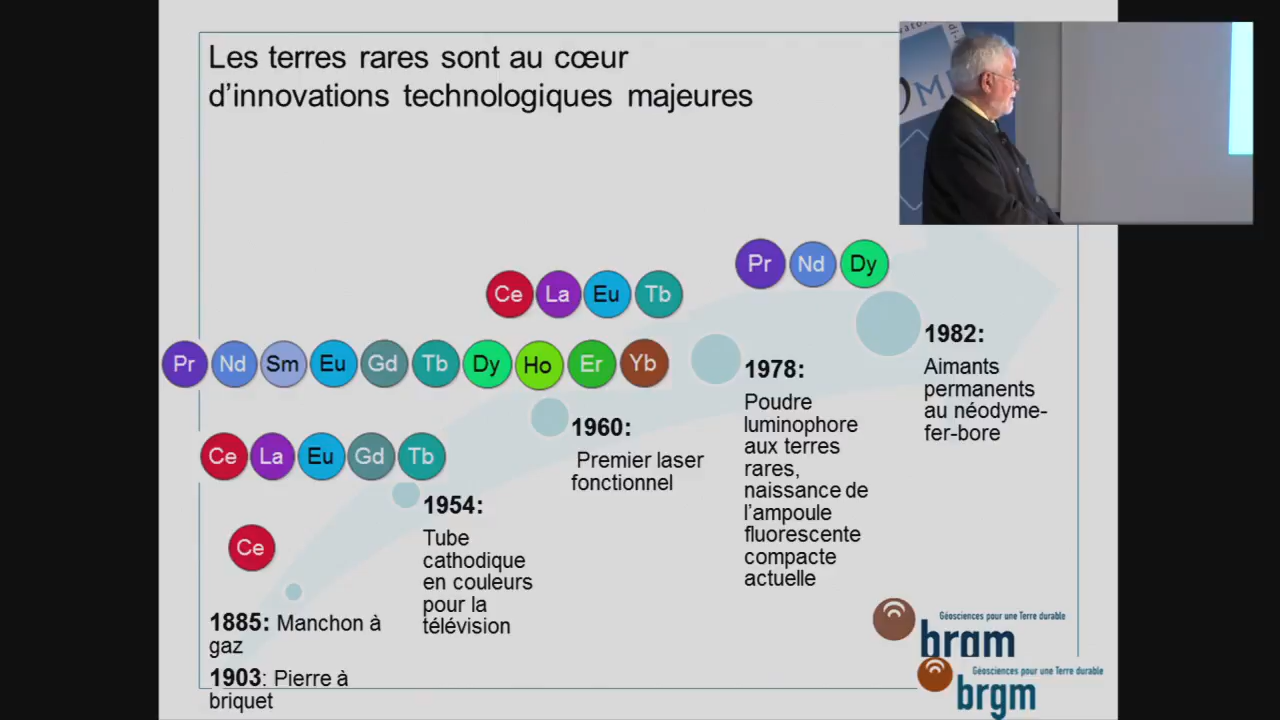 Les terres rares sont au cœur
d'innovations technologiques majeures
Pr Nd Dy
Ce La Eu Tb
Pr Nd Sm Eu Gd Tb Dy Ho Er Yb
Ce La Eu Gd Tb
Ce
1885: Manchon à
gaz
1903: Pierre à
briquet
1954:
Tube
cathodique
en couleurs
pour la
télévision
1960:
Premier laser
fonctionnel
1978:
Poudre
luminophore
aux terres
rares,
naissance de
l'ampoule
fluorescente
compacte
actuelle
1982:
Aimants
permanents
au néodyme-
fer-bore
Géosciences pour une Terre durable
brgm
Géosciences pour une Terre durable
brgm